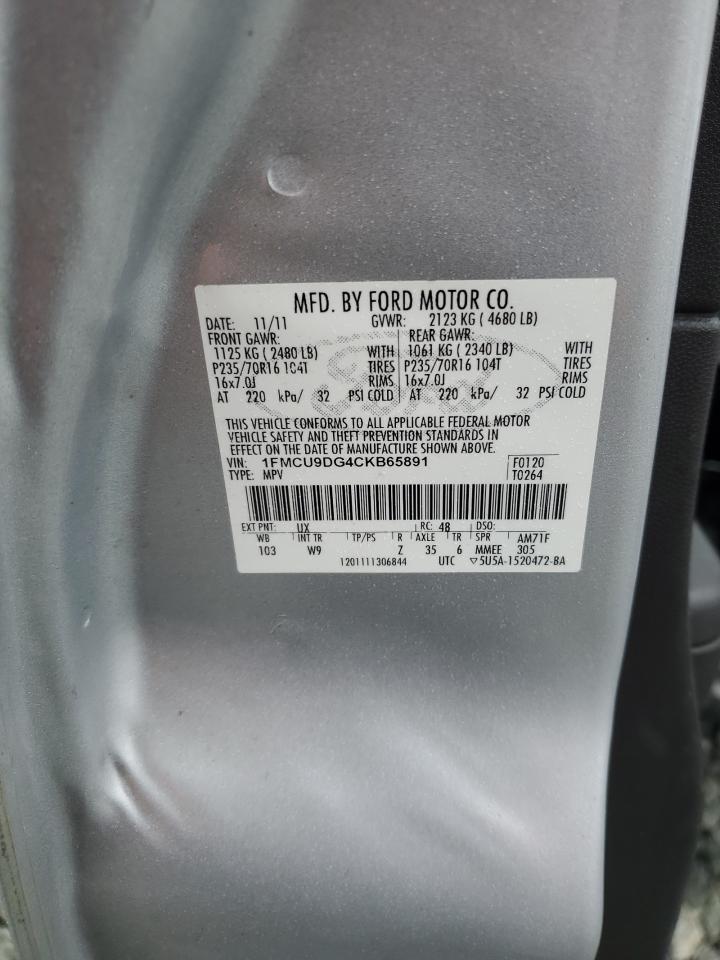 MFD. BY FORD MOTOR CO.
DATE: 11/11 GVWR: 2123 KG ( 4680 LB)
FRONT GAWR: REAR GAWR:
1125 KG ( 2480 LB) WITH 1061 KG ( 2340 LB) WITH
P235/70R16 104T TIRES P235/70R16 104T TIRES
16x7.0J RIMS 16x7.0J RIMS
AT 220 kPa/ 32 PSI COLD AT 220 kPa/ 32 PSI COLD
THIS VEHICLE CONFORMS TO ALL APPLICABLE FEDERAL MOTOR
VEHICLE SAFETY AND THEFT PREVENTION STANDARDS IN
EFFECT ON THE DATE OF MANUFACTURE SHOWN ABOVE.
VIN: 1FMCU9DG4CKB65891 F0120
TYPE: MPV T0264
EXT PNT: UX RC: 48 DSO:
WB INT TR TP/PS R AXLE TR SPR AM71F
103 W9 Z 35 6 MMEE 305
1201111306844 UTC ▽5U5A-1520472-BA